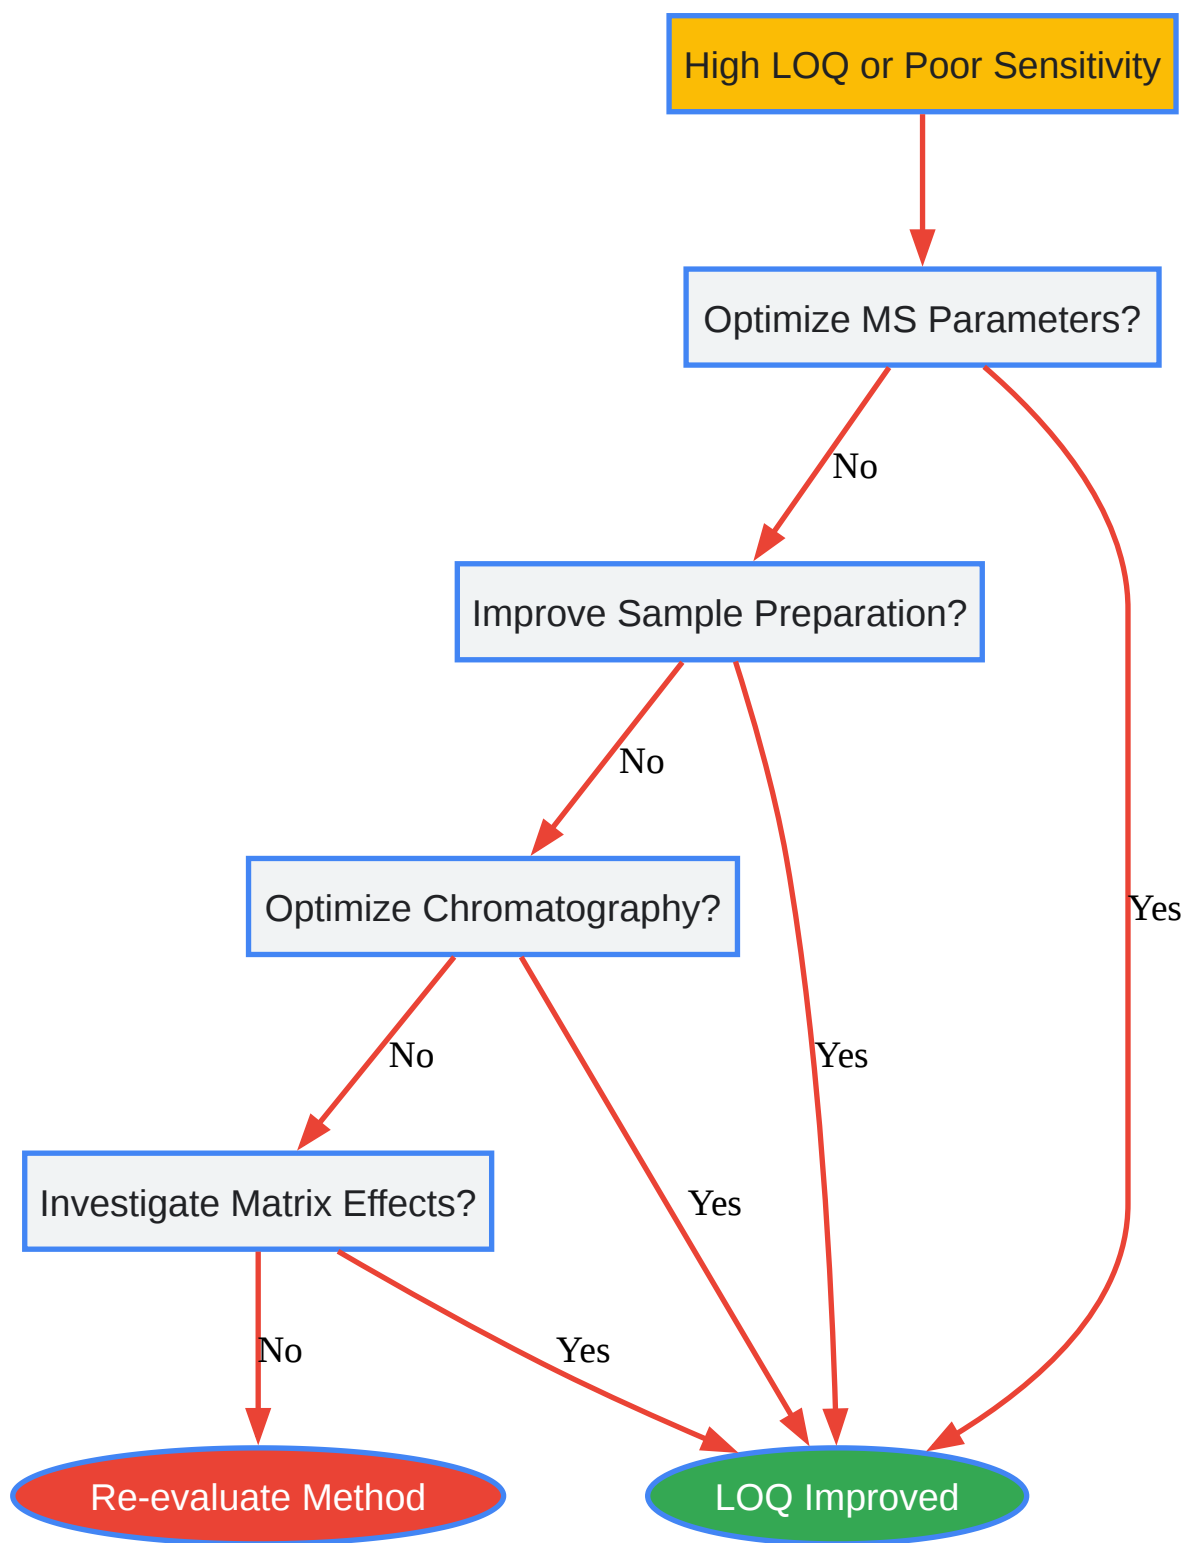 High LOQ or Poor Sensitivity
Optimize MS Parameters?
No
Improve Sample Preparation?
No
Optimize Chromatography?
Yes
No
Yes
Investigate Matrix Effects?
Yes
No
Yes
Re-evaluate Method
LOQ Improved